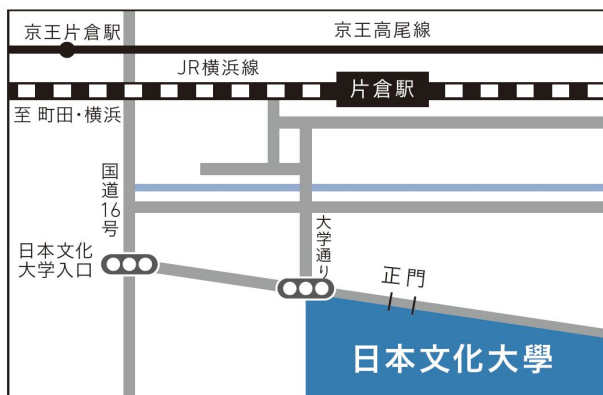 京王片倉駅
京王高尾線
JR横浜線
片倉駅
至 町田・横浜
国道16号
大学通り
日本文化
大学入口
正門
日本文化大學